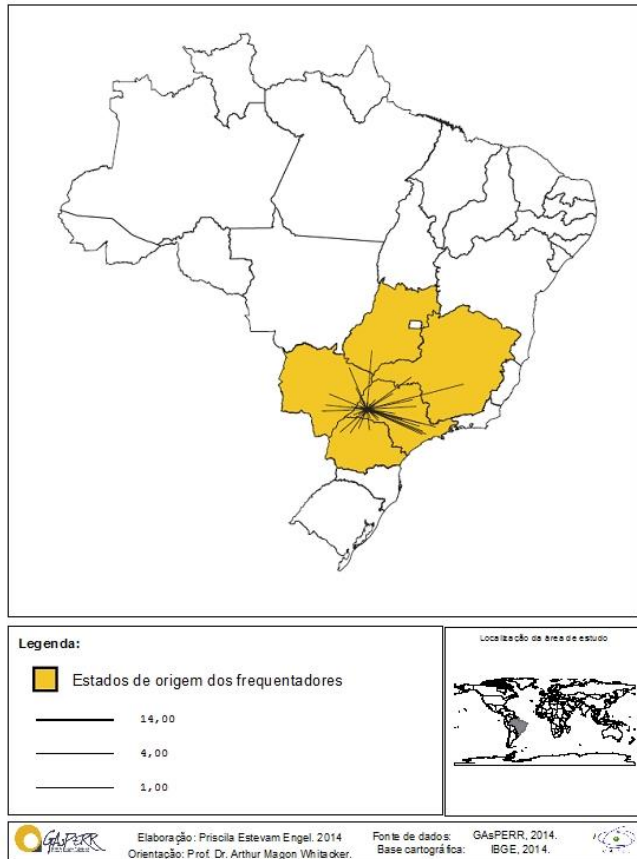 Legenda:
Estados de origem dos frequentadores
14,00
4,00
1,00
Localização da área de estudo
GAsPERR
Elaboração: Priscila Estevam Engel. 2014
Orientação: Prof. Dr. Arthur Magon Whitacker.
Fonte de dados: GAsPERR, 2014.
Base cartográfica: IBGE, 2014.